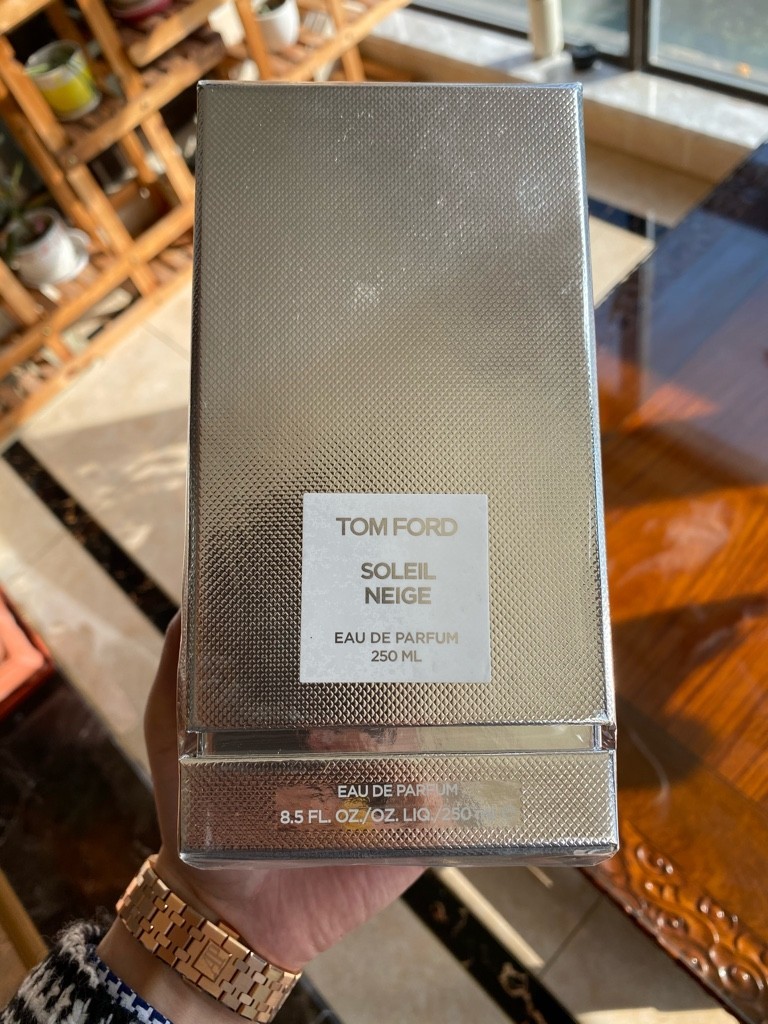 TOM FORD
SOLEIL
NEIGE
EAU DE PARFUM
250 ML
EAU DE PARFUM
8.5 FL. OZ./OZ. LIQ./250